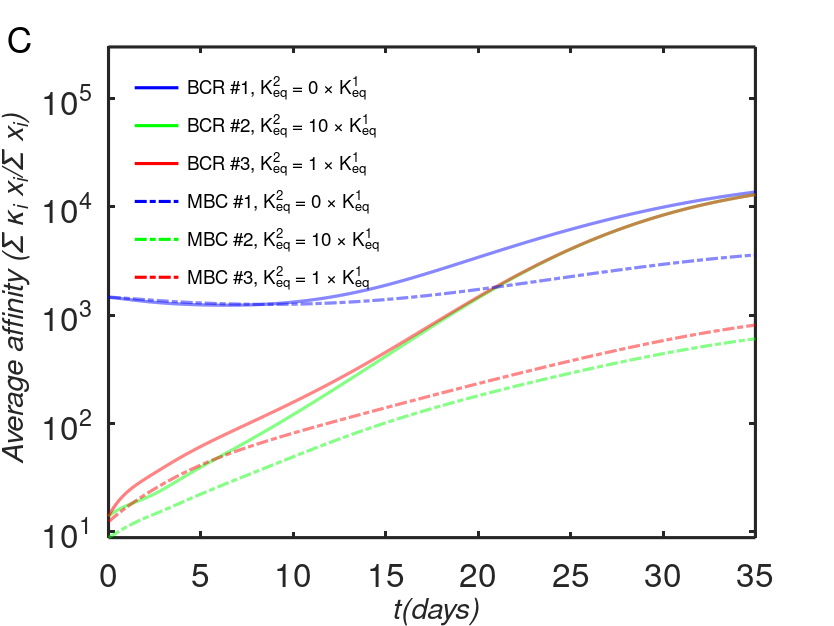 C
Average affinity (Σ κᵢ xᵢ/Σ xᵢ)
10⁵
10⁴
10³
10²
10¹
BCR #1, K²eq = 0 × K¹eq
BCR #2, K²eq = 10 × K¹eq
BCR #3, K²eq = 1 × K¹eq
MBC #1, K²eq = 0 × K¹eq
MBC #2, K²eq = 10 × K¹eq
MBC #3, K²eq = 1 × K¹eq
0 5 10 15 20 25 30 35
t(days)